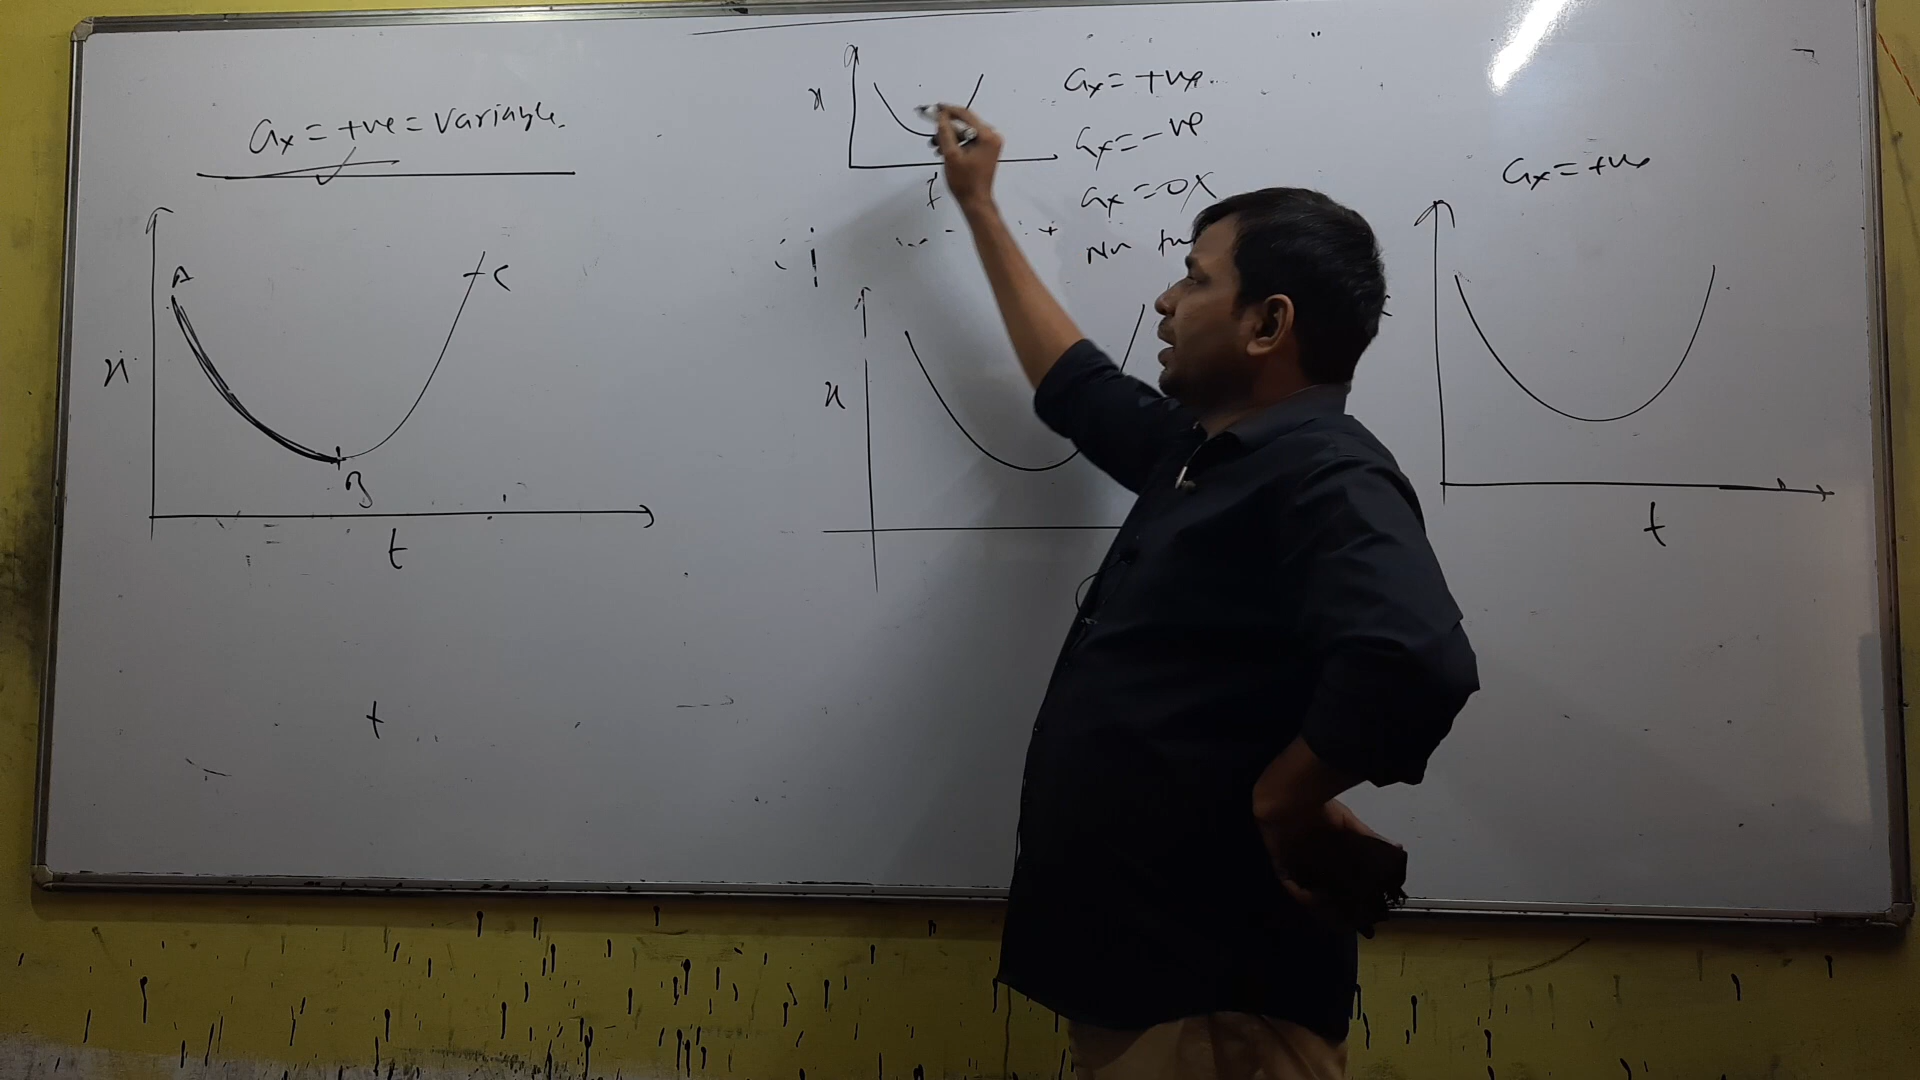 ax = +ve = variable.
A
C
x
B
t
t
x
t
ax = +ve.
ax = -ve
ax = 0 X
x
ax = +ve
t